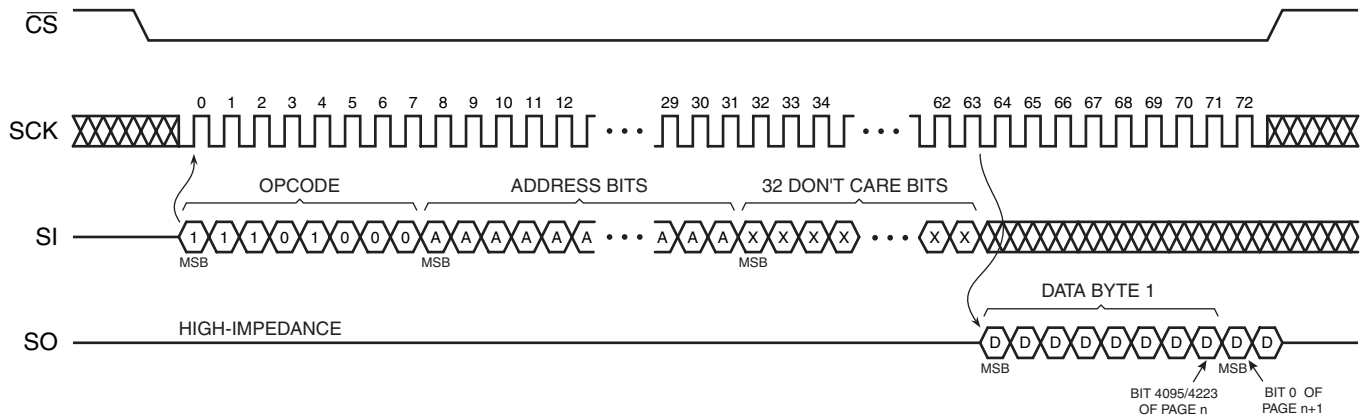 CS
0 1 2 3 4 5 6 7 8 9 10 11 12 29 30 31 32 33 34 62 63 64 65 66 67 68 69 70 71 72
SCK • • • • • •
OPCODE ADDRESS BITS 32 DON'T CARE BITS
SI 1 1 1 0 1 0 0 0 A A A A A A • • • A A A X X X X • • • X X
MSB MSB MSB
DATA BYTE 1
HIGH-IMPEDANCE
SO D D D D D D D D D D
MSB MSB
BIT 4095/4223
OF PAGE n
BIT 0 OF
PAGE n+1